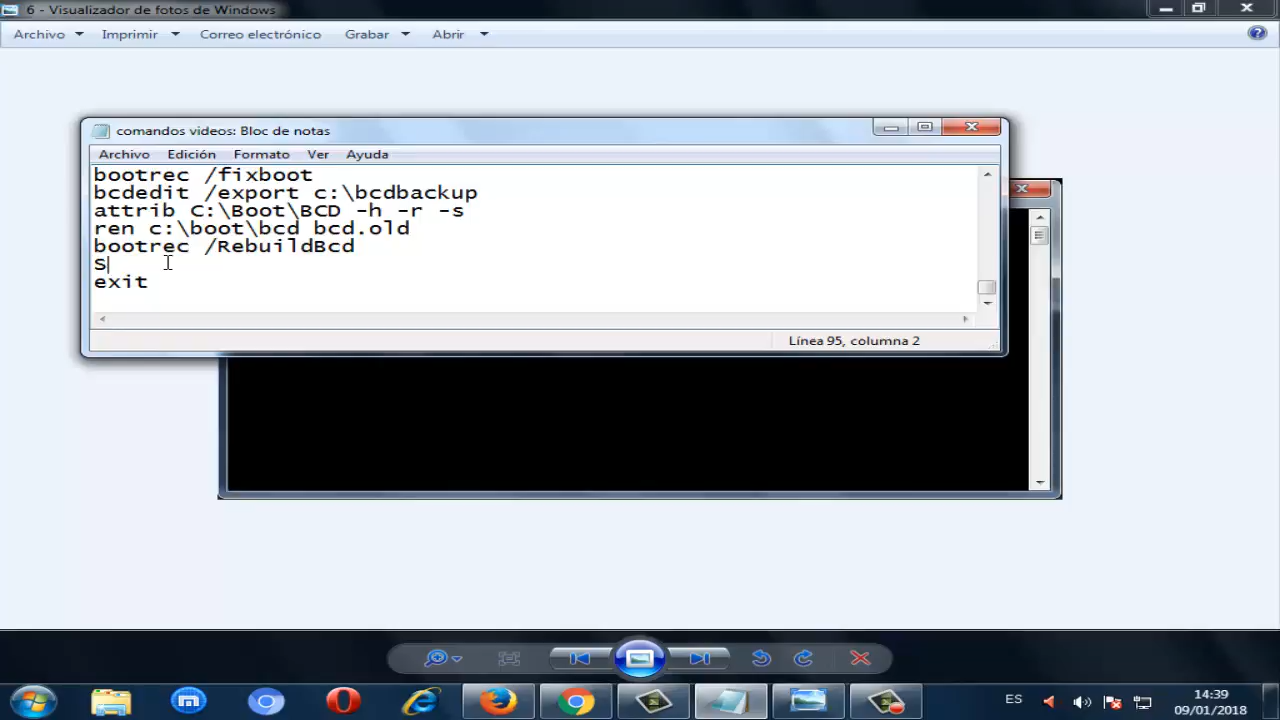 6 - Visualizador de fotos de Windows
Archivo Imprimir Correo electrónico Grabar Abrir
comandos videos: Bloc de notas
Archivo Edición Formato Ver Ayuda
bootrec /fixboot
bcdedit /export c:\bcdbackup
attrib C:\Boot\BCD -h -r -s
ren c:\boot\bcd bcd.old
bootrec /RebuildBcd
S
exit
Línea 95, columna 2
ES
14:39
09/01/2018